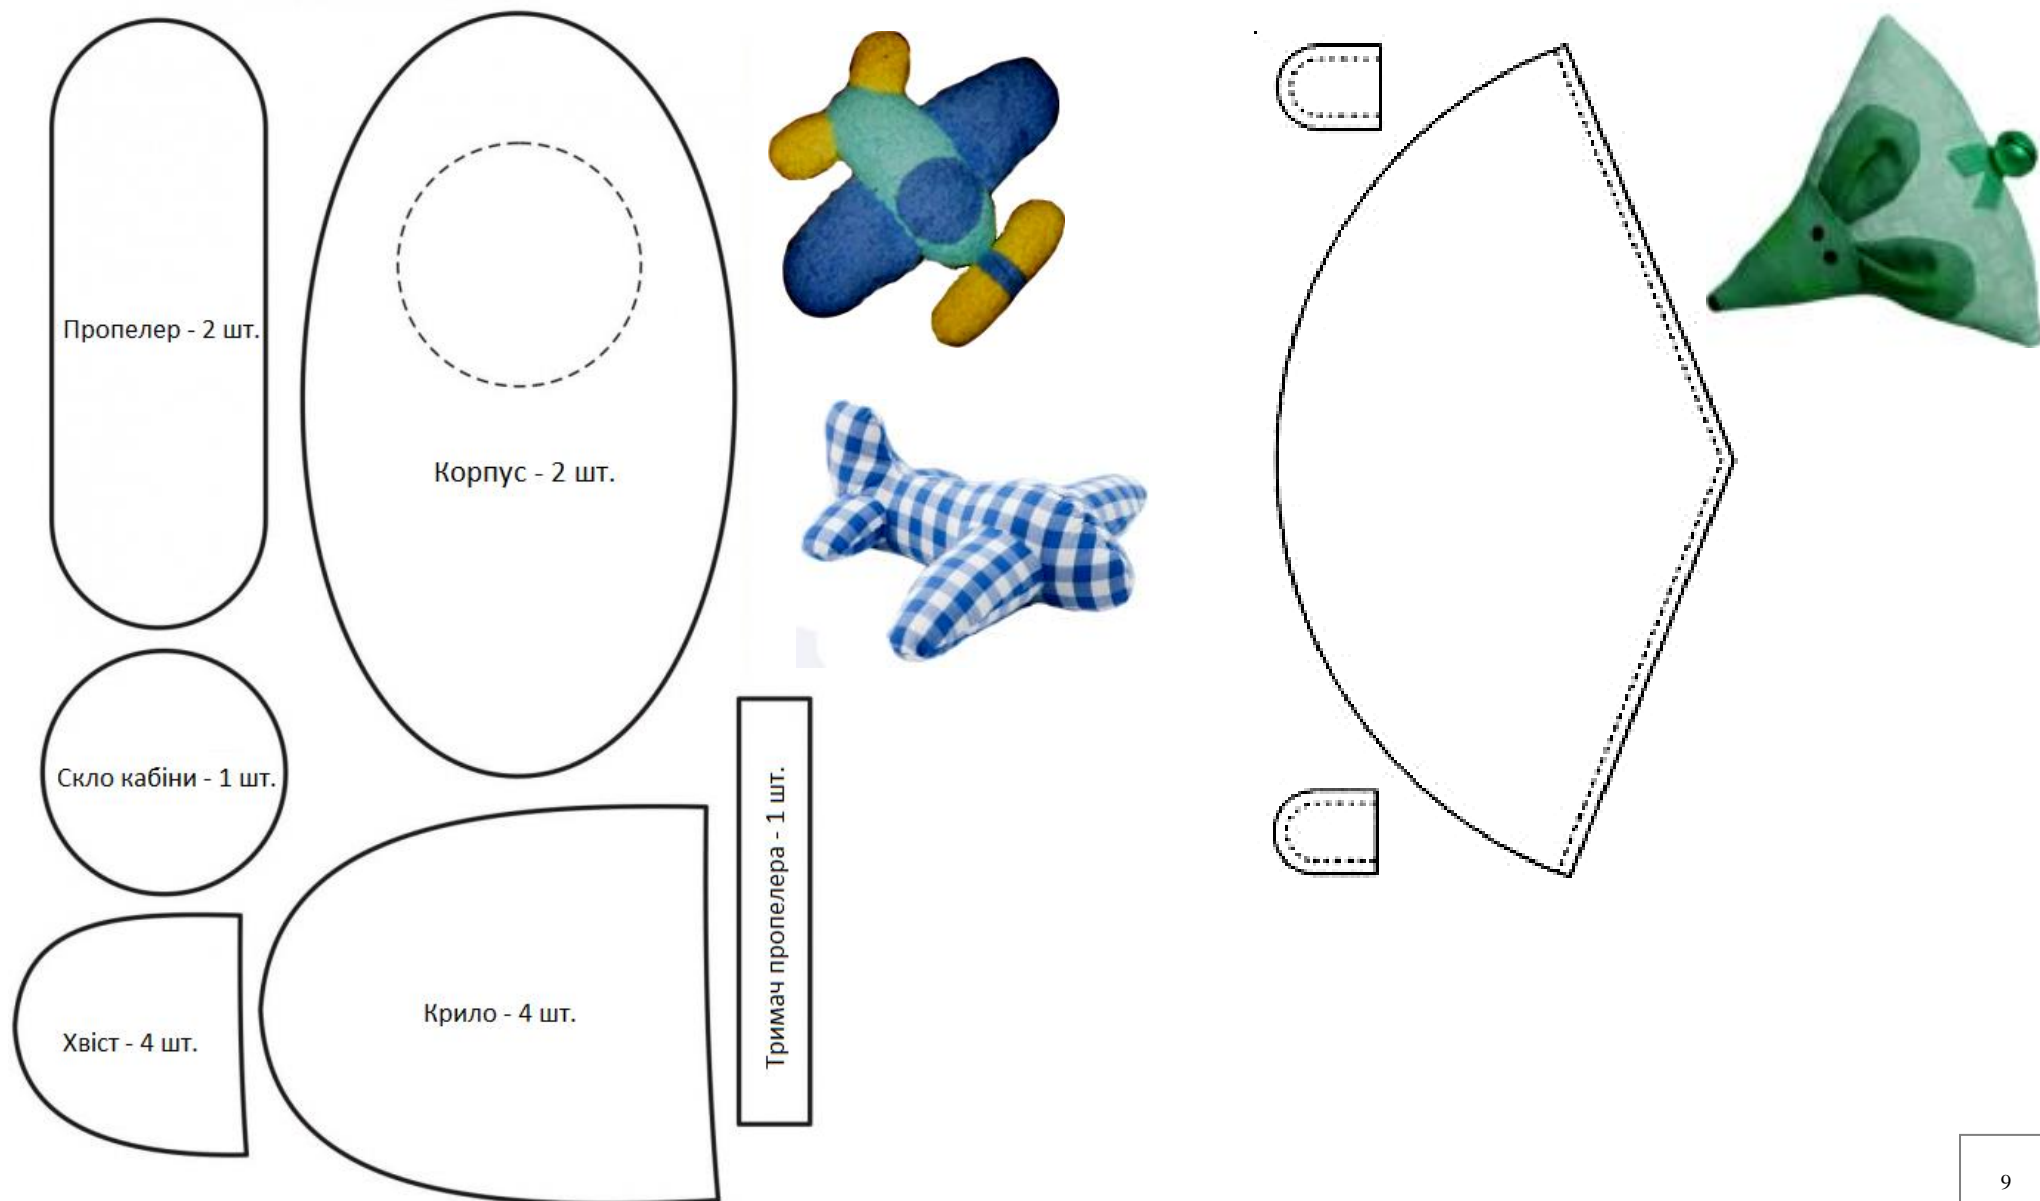 Пропелер - 2 шт.
Корпус - 2 шт.
Скло кабіни - 1 шт.
Хвіст - 4 шт.
Крило - 4 шт.
Тримач пропелера - 1 шт.
9